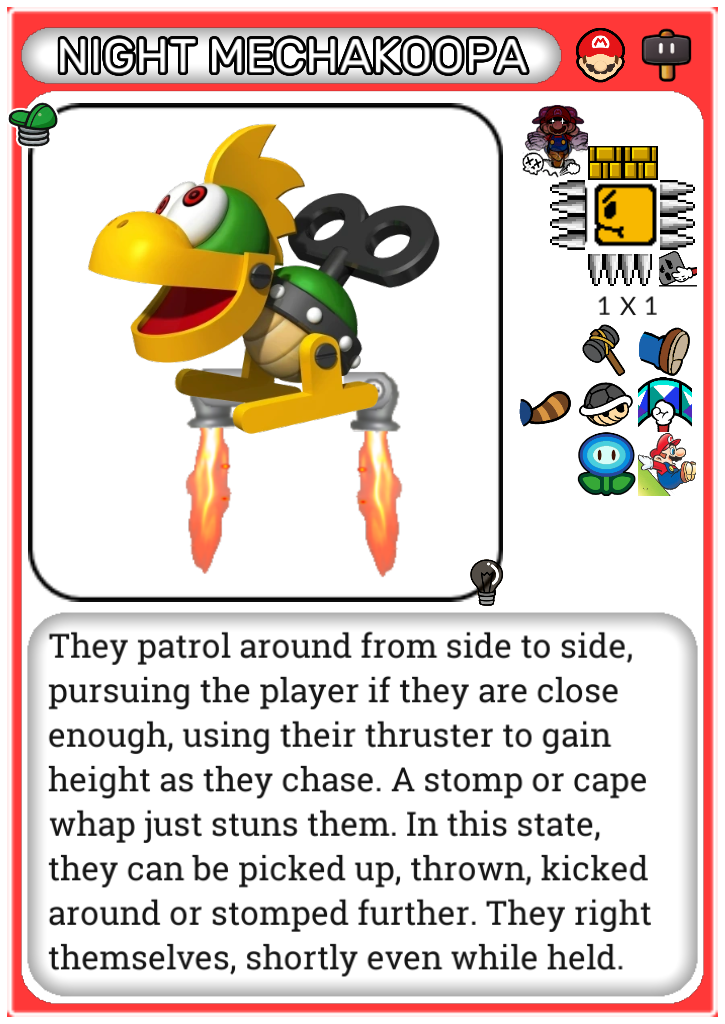 NIGHT MECHAKOOPA
1 X 1
They patrol around from side to side,
pursuing the player if they are close
enough, using their thruster to gain
height as they chase. A stomp or cape
whap just stuns them. In this state,
they can be picked up, thrown, kicked
around or stomped further. They right
themselves, shortly even while held.